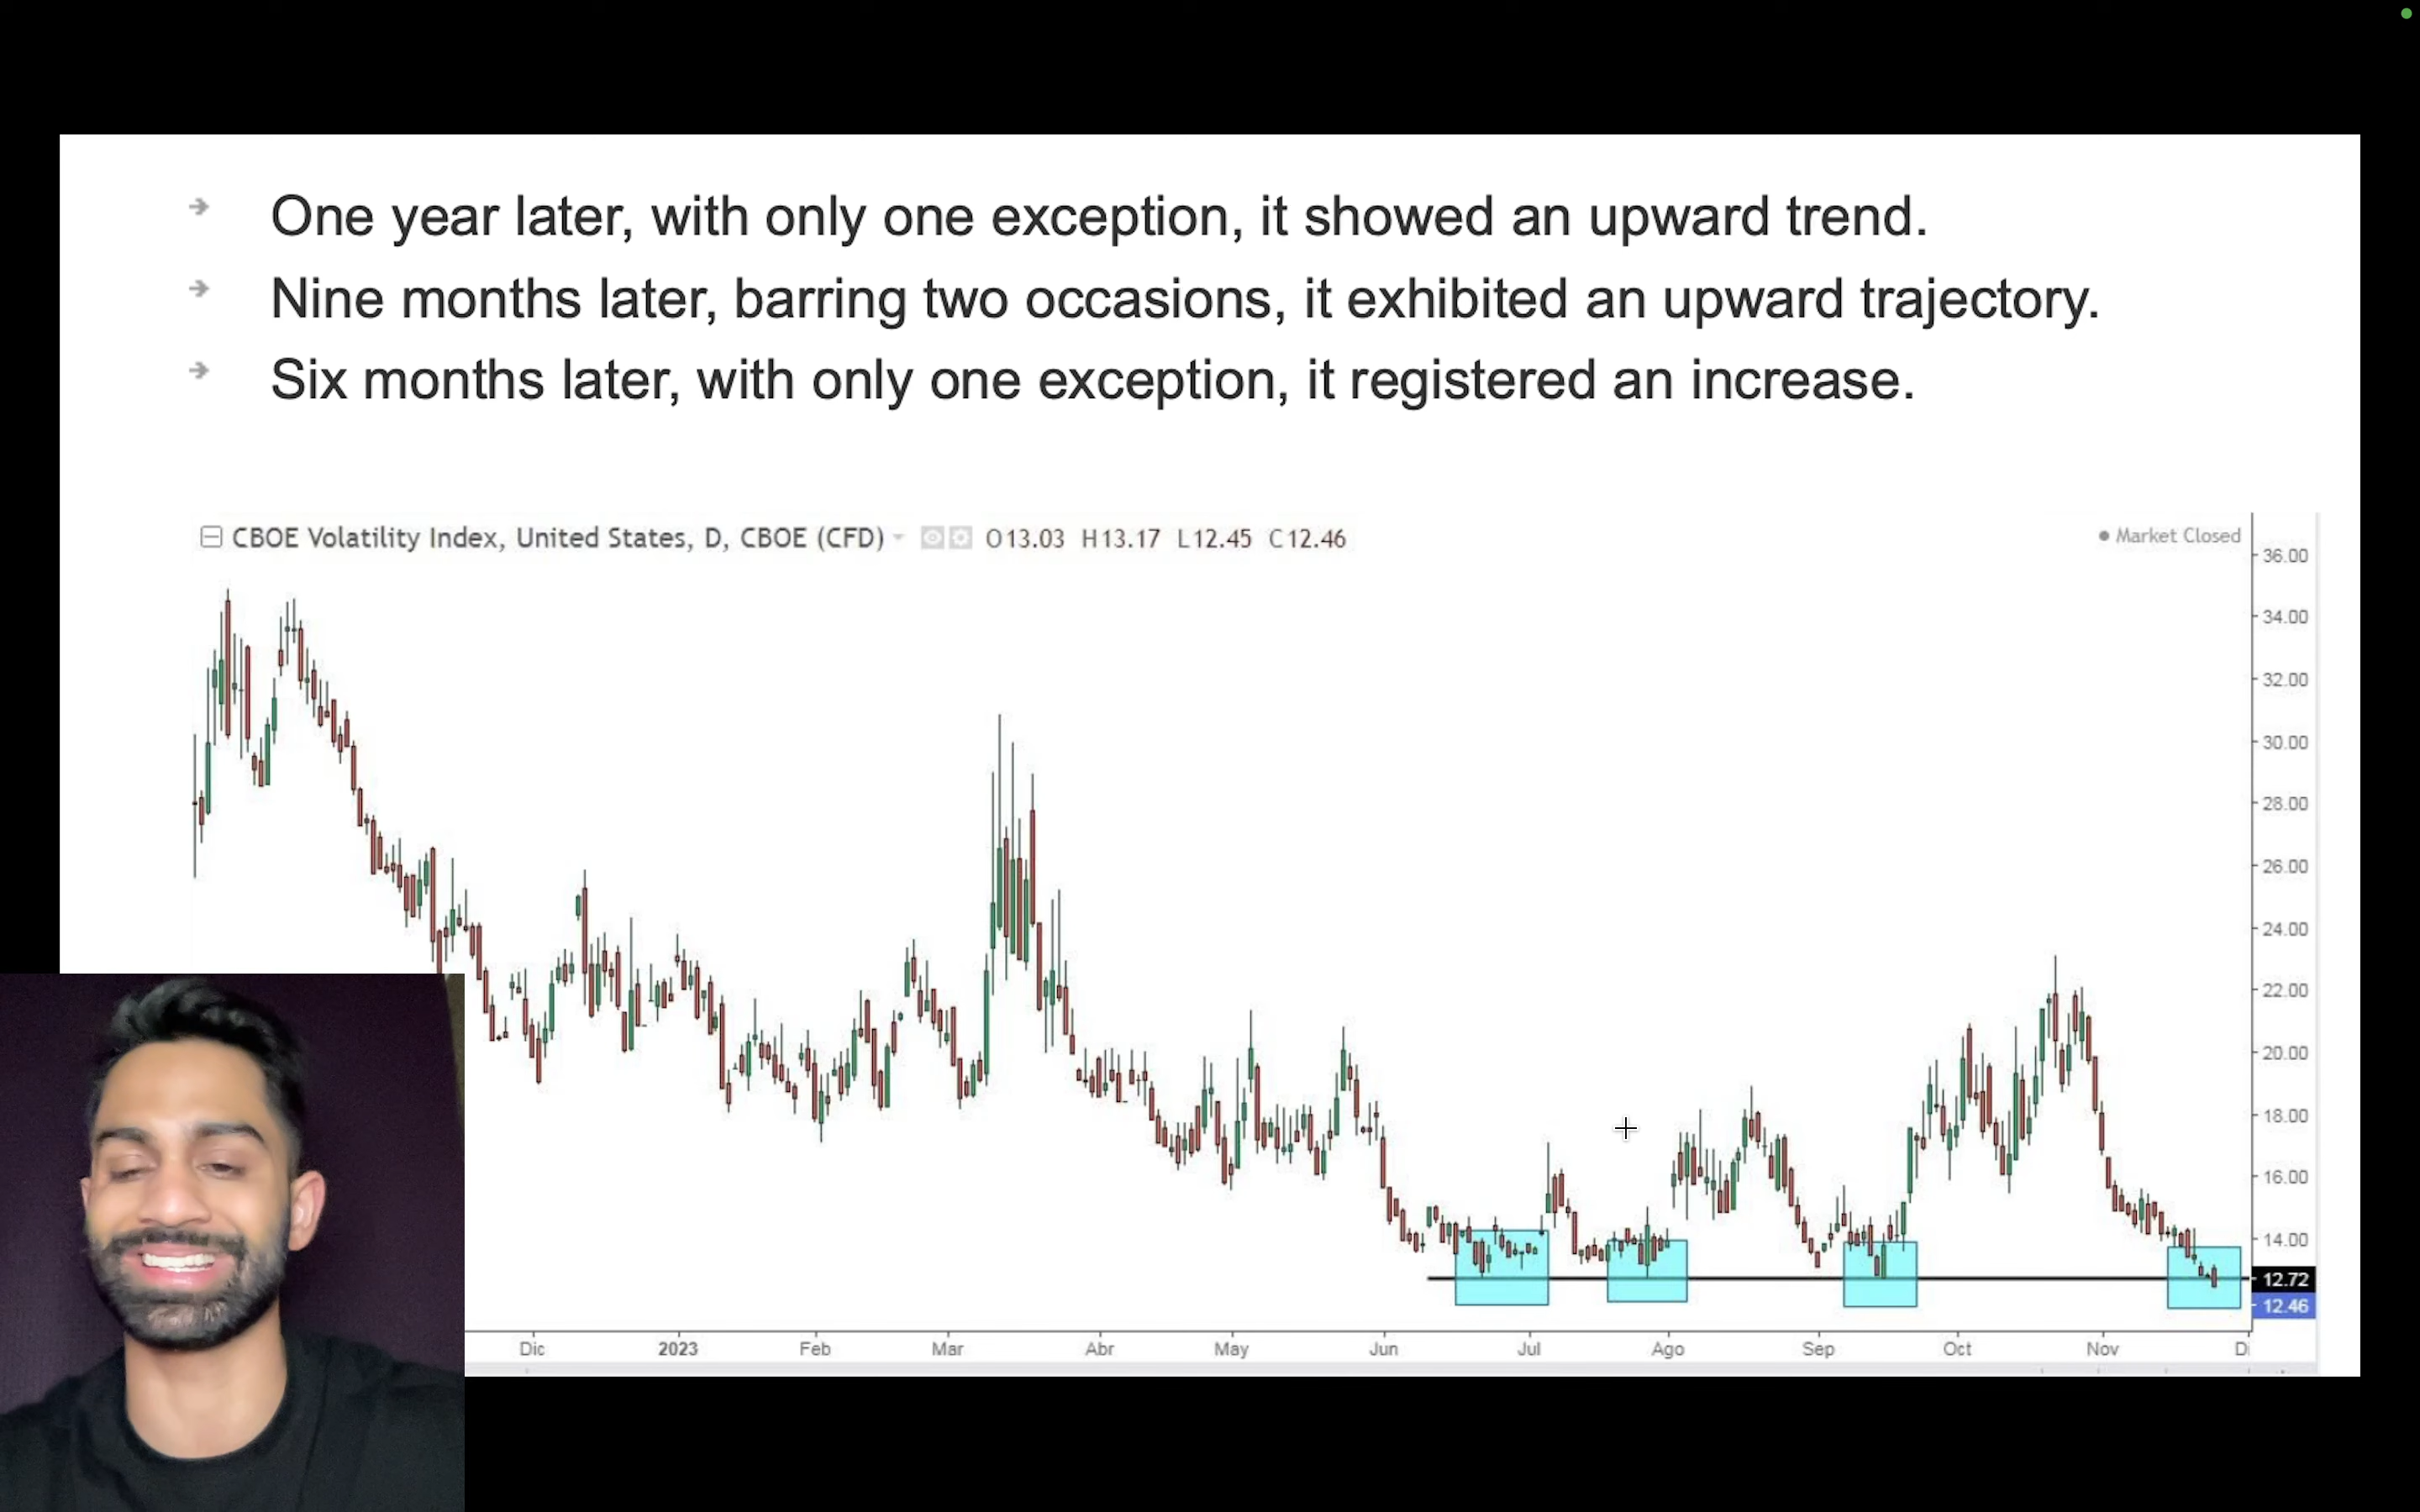 One year later, with only one exception, it showed an upward trend.
Nine months later, barring two occasions, it exhibited an upward trajectory.
Six months later, with only one exception, it registered an increase.
CBOE Volatility Index, United States, D, CBOE (CFD) O13.03 H13.17 L12.45 C12.46
Market Closed
36.00
34.00
32.00
30.00
28.00
26.00
24.00
22.00
20.00
18.00
16.00
14.00
12.72
12.46
Dic 2023 Feb Mar Abr May Jun Jul Ago Sep Oct Nov D